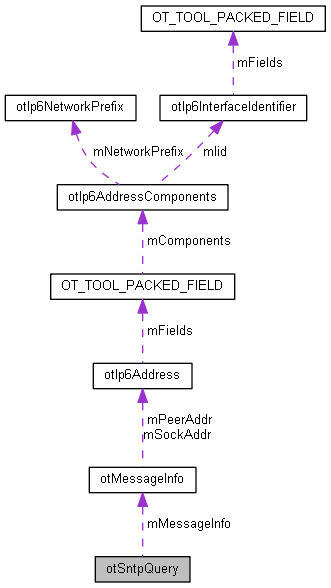 OT_TOOL_PACKED_FIELD
mFields
otIp6NetworkPrefix
otIp6InterfaceIdentifier
mNetworkPrefix
mIid
otIp6AddressComponents
mComponents
OT_TOOL_PACKED_FIELD
mFields
otIp6Address
mPeerAddr
mSockAddr
otMessageInfo
mMessageInfo
otSntpQuery